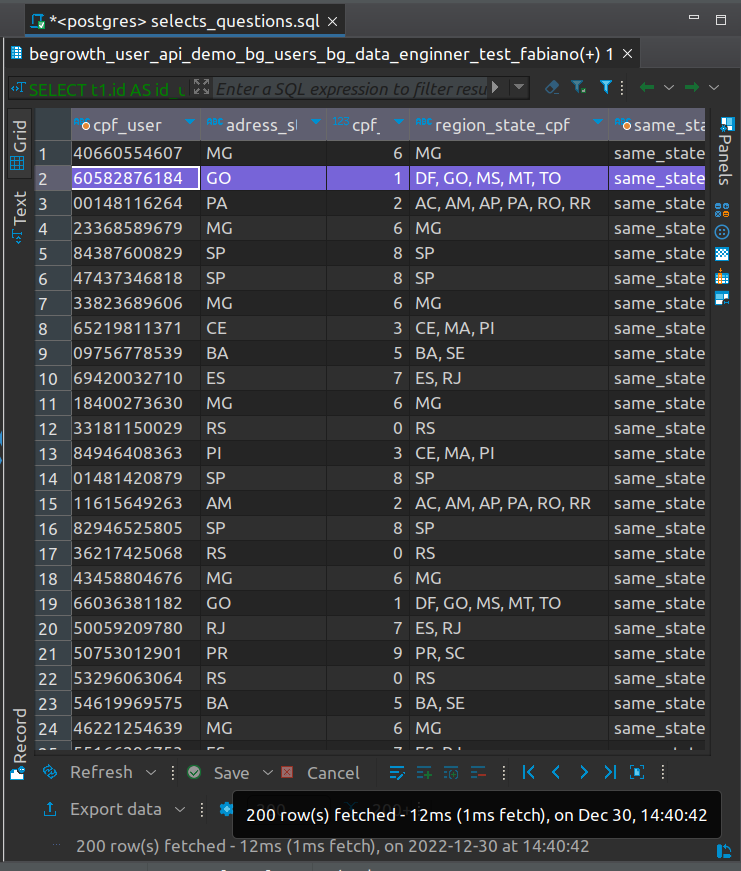 *<postgres> selects_questions.sql
begrowth_user_api_demo_bg_users_bg_data_enginner_test_fabiano(+) 1
SELECT t1.id AS id_u Enter a SQL expression to filter resu
Grid
Text
Record
Panels
cpf_user adress_st cpf_ region_state_cpf same_sta
1 40660554607 MG 6 MG same_state
2 60582876184 GO 1 DF, GO, MS, MT, TO same_state
3 00148116264 PA 2 AC, AM, AP, PA, RO, RR same_state
4 23368589679 MG 6 MG same_state
5 84387600829 SP 8 SP same_state
6 47437346818 SP 8 SP same_state
7 33823689606 MG 6 MG same_state
8 65219811371 CE 3 CE, MA, PI same_state
9 09756778539 BA 5 BA, SE same_state
10 69420032710 ES 7 ES, RJ same_state
11 18400273630 MG 6 MG same_state
12 33181150029 RS 0 RS same_state
13 84946408363 PI 3 CE, MA, PI same_state
14 01481420879 SP 8 SP same_state
15 11615649263 AM 2 AC, AM, AP, PA, RO, RR same_state
16 82946525805 SP 8 SP same_state
17 36217425068 RS 0 RS same_state
18 43458804676 MG 6 MG same_state
19 66036381182 GO 1 DF, GO, MS, MT, TO same_state
20 50059209780 RJ 7 ES, RJ same_state
21 50753012901 PR 9 PR, SC same_state
22 53296063064 RS 0 RS same_state
23 54619969575 BA 5 BA, SE same_state
24 46221254639 MG 6 MG same_state
Refresh Save Cancel
Export data
200 row(s) fetched - 12ms (1ms fetch), on Dec 30, 14:40:42
200 row(s) fetched - 12ms (1ms fetch), on 2022-12-30 at 14:40:42